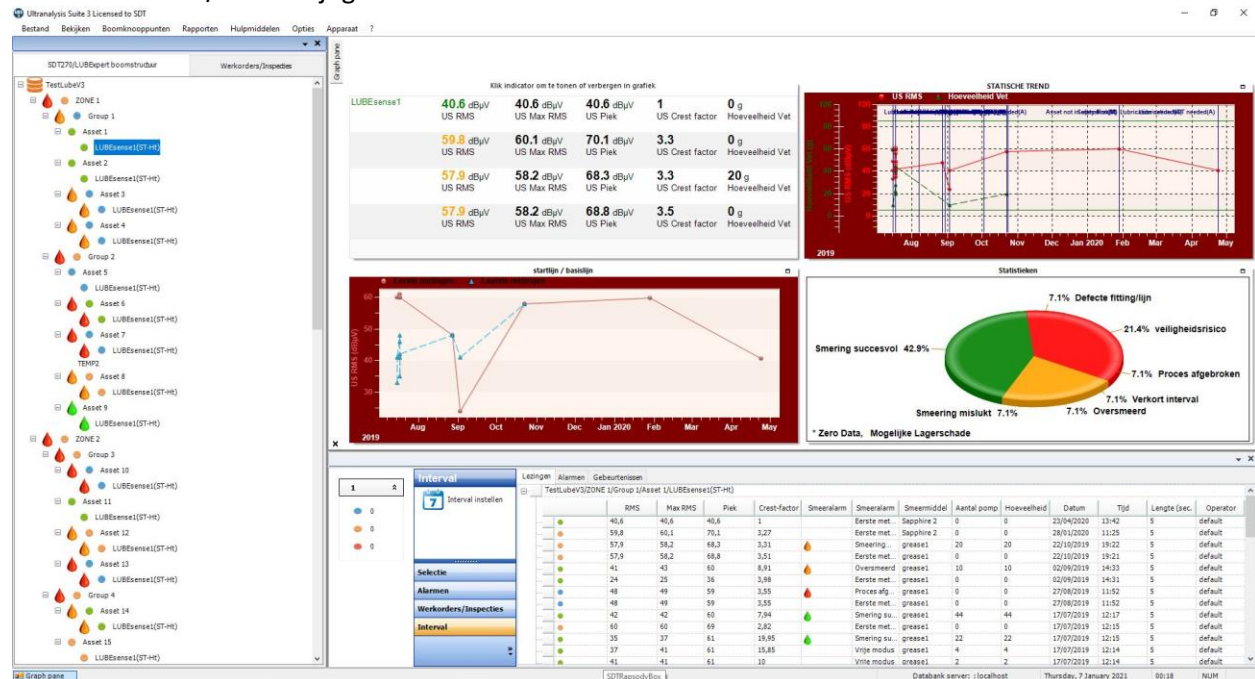 Ultranalysis Suite 3 Licensed to SDT
Bestand Bekijken Boomknooppunten Rapporten Hulpmiddelen Opties Apparaat ?
SDT270/LUBExpert boomstructuur Werkorders/Inspecties
TestLubeV3
ZONE 1
Group 1
Asset 1
LUBEsense1(ST-Ht)
Asset 2
LUBEsense1(ST-Ht)
Asset 3
LUBEsense1(ST-Ht)
Asset 4
LUBEsense1(ST-Ht)
Group 2
Asset 5
LUBEsense1(ST-Ht)
Asset 6
LUBEsense1(ST-Ht)
Asset 7
LUBEsense1(ST-Ht)
TEMP2
Asset 8
LUBEsense1(ST-Ht)
Asset 9
LUBEsense1(ST-Ht)
ZONE 2
Group 3
Asset 10
LUBEsense1(ST-Ht)
Asset 11
LUBEsense1(ST-Ht)
Asset 12
LUBEsense1(ST-Ht)
Asset 13
LUBEsense1(ST-Ht)
Group 4
Asset 14
LUBEsense1(ST-Ht)
Asset 15
LUBEsense1(ST-Ht)
Graph pane
Graph pane
Klik indicator om te tonen of verbergen in grafiek
LUBEsense1 40.6 dBµV 40.6 dBµV 40.6 dBµV 1 0 g
US RMS US Max RMS US Piek US Crest factor Hoeveelheid Vet
59.8 dBµV 60.1 dBµV 70.1 dBµV 3.3 0 g
US RMS US Max RMS US Piek US Crest factor Hoeveelheid Vet
57.9 dBµV 58.2 dBµV 68.3 dBµV 3.3 20 g
US RMS US Max RMS US Piek US Crest factor Hoeveelheid Vet
57.9 dBµV 58.2 dBµV 68.8 dBµV 3.5 0 g
US RMS US Max RMS US Piek US Crest factor Hoeveelheid Vet
STATISCHE TREND
US RMS Hoeveelheid Vet
100
80
60
40
20
0
Aug Sep Oct Nov Dec Jan 2020 Feb Mar Apr May
2019
startlijn / basislijn
US RMS (dBµV)
60
50
40
30
Aug Sep Oct Nov Dec Jan 2020 Feb Mar Apr May
2019
Statistieken
7.1% Defecte fitting/lijn
21.4% veiligheidsrisico
Smering succesvol 42.9%
7.1% Proces afgebroken
7.1% Verkort interval
7.1% Oversmeerd
Smeering mislukt 7.1%
* Zero Data, Mogelijke Lagerschade
1
0
0
0
Interval
7 Interval instellen
Selectie
Alarmen
Werkorders/Inspecties
Interval
Lezingen Alarmen Gebeurtenissen
TestLubeV3/ZONE 1/Group 1/Asset 1/LUBEsense1(ST-Ht)
RMS Max RMS Piek Crest-factor Smeeralarm Smeeralarm Smeermiddel Aantal pomp Hoeveelheid Datum Tijd Lengte (sec. Operator
40,6 40,6 40,6 1 Eerste met... Sapphire 2 0 0 23/04/2020 13:42 5 default
59,8 60,1 70,1 3,27 Eerste met... Sapphire 2 0 0 28/01/2020 11:25 5 default
57,9 58,2 68,3 3,31 Smeering... grease1 20 20 22/10/2019 19:22 5 default
57,9 58,2 68,8 3,51 Eerste met... grease1 0 0 22/10/2019 19:21 5 default
41 43 60 8,91 Oversmeerd grease1 10 10 02/09/2019 14:33 5 default
24 25 36 3,98 Eerste met... grease1 0 0 02/09/2019 14:31 5 default
48 49 59 3,55 Proces afg... grease1 0 0 27/08/2019 11:52 5 default
48 49 59 3,55 Eerste met... grease1 0 0 27/08/2019 11:52 5 default
42 42 60 7,94 Smering su... grease1 44 44 17/07/2019 12:17 5 default
60 60 69 2,82 Eerste met... grease1 0 0 17/07/2019 12:15 5 default
35 37 61 19,95 Smering su... grease1 22 22 17/07/2019 12:15 5 default
37 41 61 15,85 Vrije modus grease1 4 4 17/07/2019 12:14 5 default
41 41 61 10 Vrije modus grease1 2 2 17/07/2019 12:14 5 default
SDTRapsodyBox Databank server: :localhost Thursday, 7 January 2021 00:18 NUM